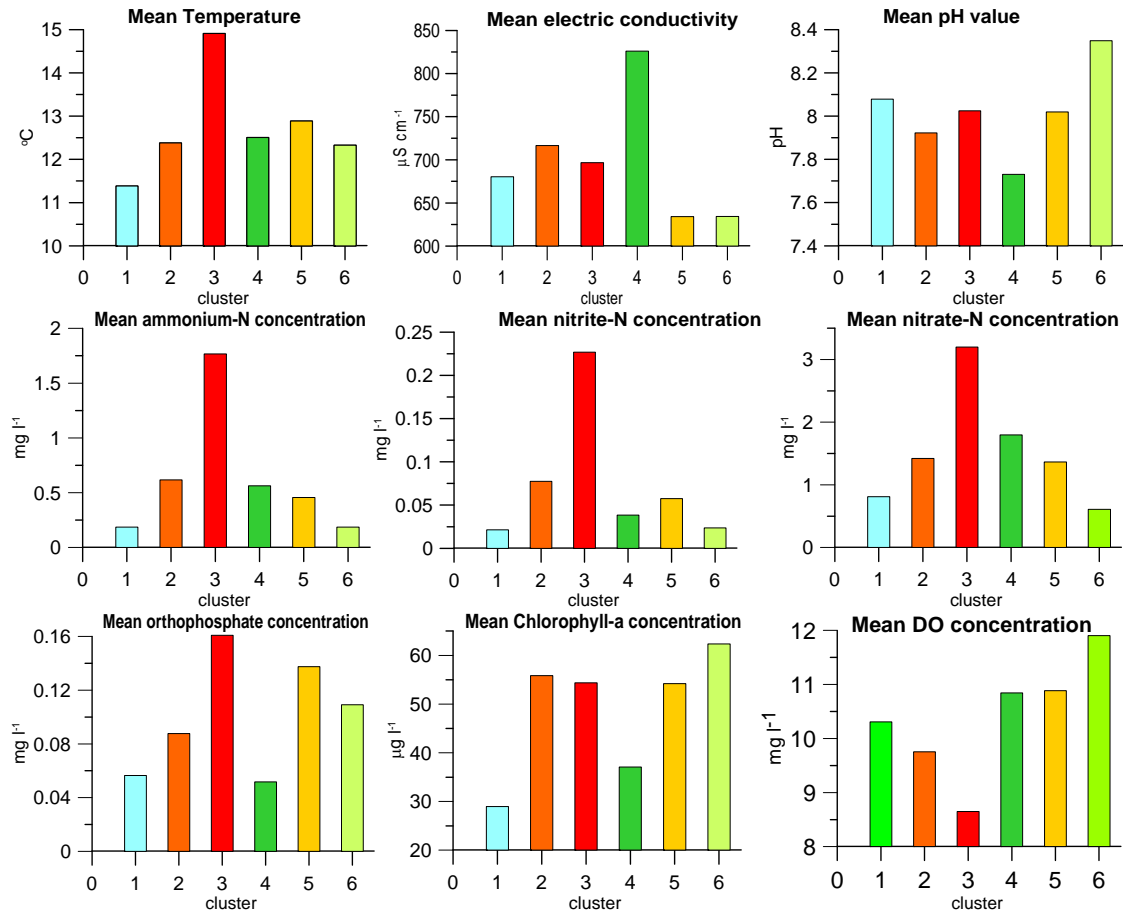 Mean Temperature
15
14
13
12
11
10
ºC
0 1 2 3 4 5 6
cluster
Mean electric conductivity
850
800
750
700
650
600
µS cm-1
0 1 2 3 4 5 6
cluster
Mean pH value
8.4
8.2
8
7.8
7.6
7.4
pH
0 1 2 3 4 5 6
cluster
Mean ammonium-N concentration
2
1.5
1
0.5
0
mg l-1
0 1 2 3 4 5 6
cluster
Mean nitrite-N concentration
0.25
0.2
0.15
0.1
0.05
0
mg l-1
0 1 2 3 4 5 6
cluster
Mean nitrate-N concentration
3
2
1
0
mg l-1
0 1 2 3 4 5 6
cluster
Mean orthophosphate concentration
0.16
0.12
0.08
0.04
0
mg l-1
0 1 2 3 4 5 6
cluster
Mean Chlorophyll-a concentration
60
50
40
30
20
µg l-1
0 1 2 3 4 5 6
cluster
Mean DO concentration
12
11
10
9
8
mg l-1
0 1 2 3 4 5 6
cluster